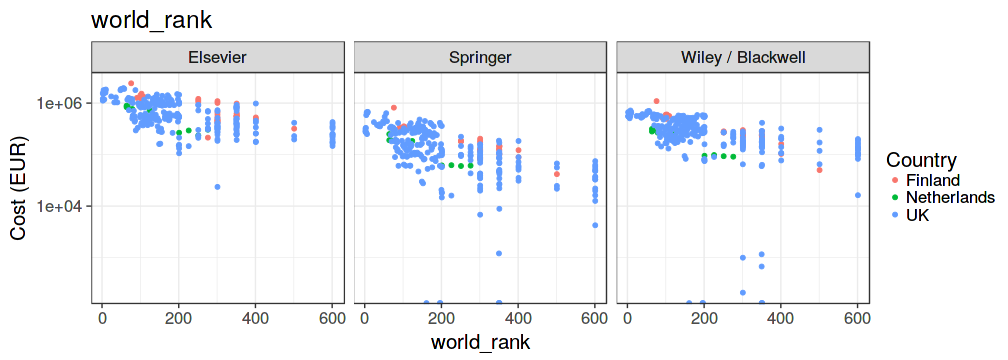 world_rank
Elsevier
Springer
Wiley / Blackwell
Cost (EUR)
1e+06
1e+04
0 200 400 600
0 200 400 600
0 200 400 600
world_rank
Country
Finland
Netherlands
UK